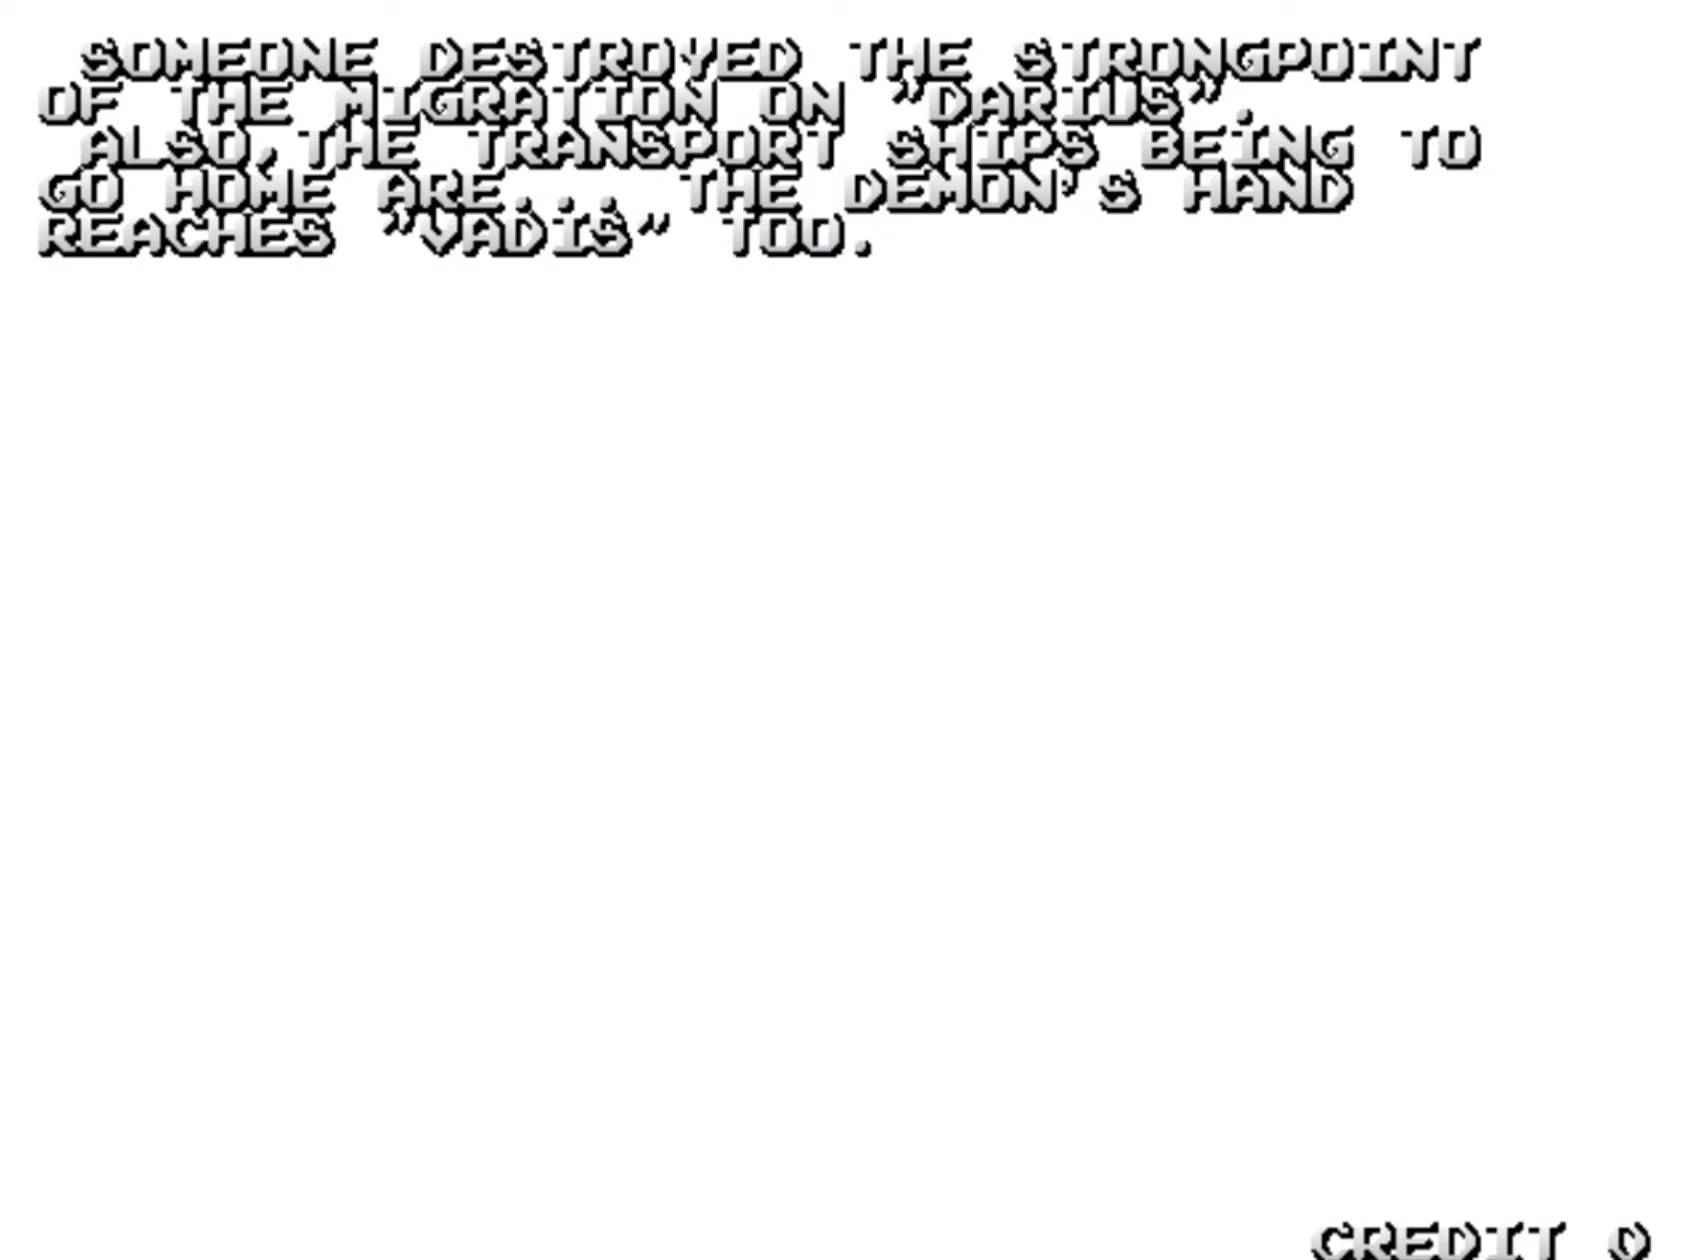 SOMEONE DESTROYED THE STRONGPOINT
OF THE MIGRATION ON "DARIUS".
ALSO,THE TRANSPORT SHIPS BEING TO
GO HOME ARE... THE DEMON'S HAND
REACHES "VADIS" TOO.
CREDIT 0